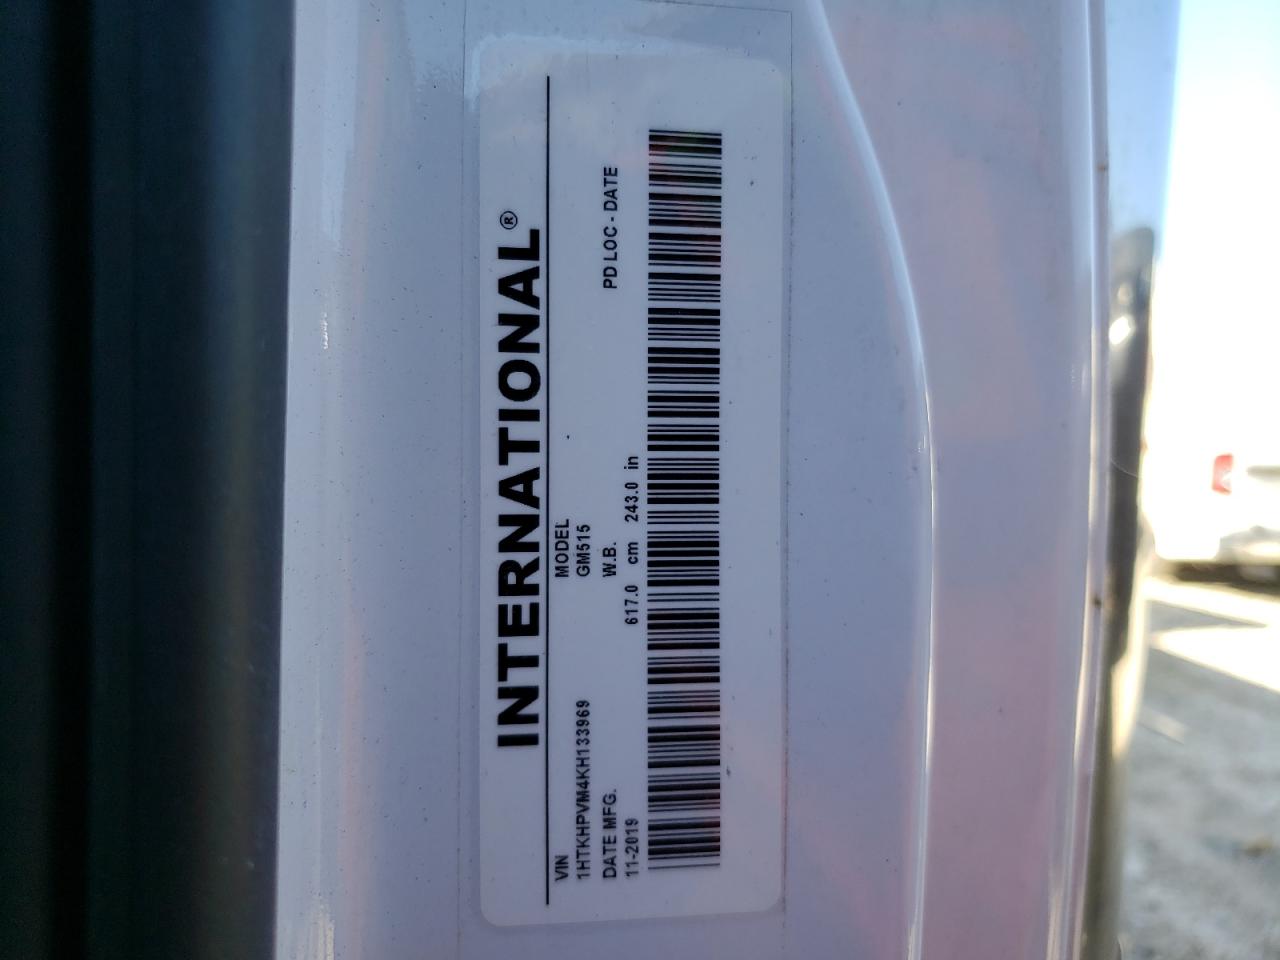 INTERNATIONAL®
VIN MODEL
1HTKHPVM4KH133969 GM515
DATE MFG. W.B. PD LOC - DATE
11-2019 617.0 cm 243.0 in